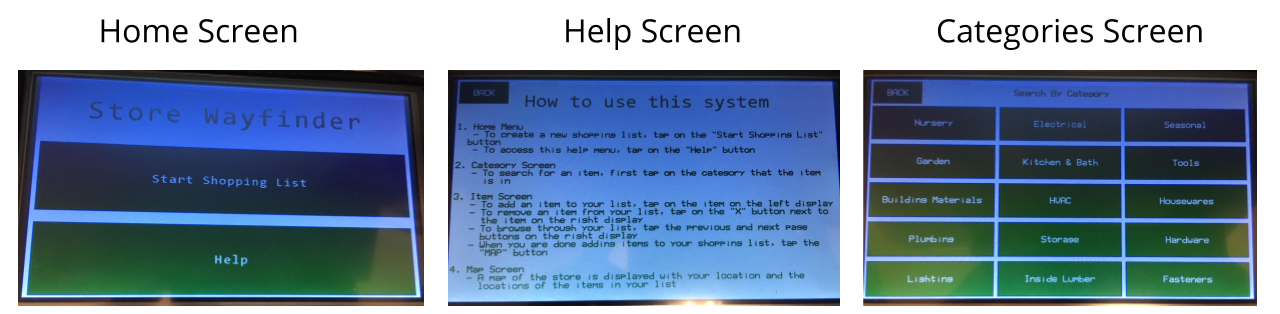 Home Screen
Help Screen
Categories Screen
Store Wayfinder
Start Shopping List
Help
BACK
How to use this system
1. Home Menu
- To create a new shopping list, tap on the "Start Shopping List"
button
- To access this help menu, tap on the "Help" button
2. Category Screen
- To search for an item, first tap on the category that the item
is in
3. Item Screen
- To add an item to your list, tap on the item on the left display
- To remove an item from your list, tap on the "X" button next to
the item on the right display
- To browse through your list, tap the previous and next page
buttons on the right display
- When you are done adding items to your shopping list, tap the
"MAP" button
4. Map Screen
- A map of the store is displayed with your location and the
locations of the items in your list
BACK
Search By Category
Nursery
Electrical
Seasonal
Garden
Kitchen & Bath
Tools
Building Materials
HVAC
Housewares
Plumbing
Storage
Hardware
Lighting
Inside Lumber
Fasteners